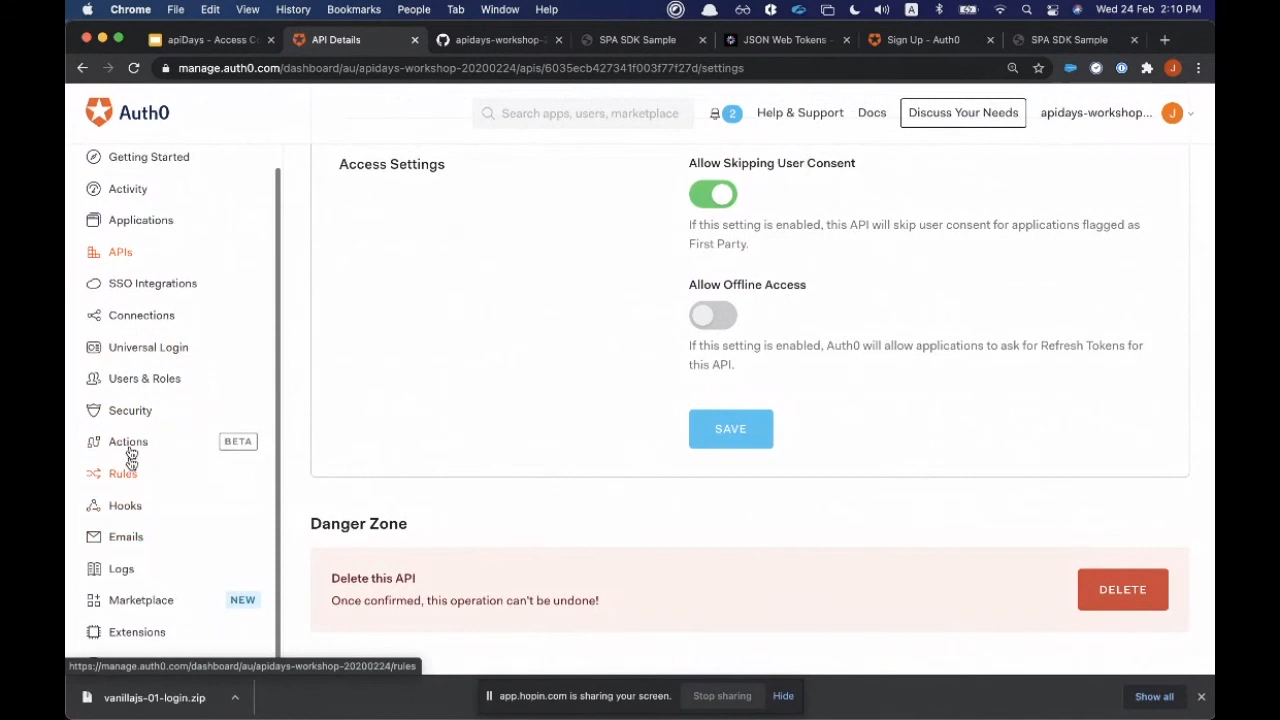 Chrome File Edit View History Bookmarks People Tab Window Help A Wed 24 Feb 2:10 PM
apiDays - Access C API Details apidays-workshop-2 SPA SDK Sample JSON Web Tokens - Sign Up - Auth0 SPA SDK Sample
manage.auth0.com/dashboard/au/apidays-workshop-20200224/apis/6035ecb427341f003f77f27d/settings J
Auth0 Search apps, users, marketplace 2 Help & Support Docs Discuss Your Needs apidays-workshop... J
Getting Started
Activity
Applications
APIs
SSO Integrations
Connections
Universal Login
Users & Roles
Security
Actions BETA
Rules
Hooks
Emails
Logs
Marketplace NEW
Extensions
Access Settings
Allow Skipping User Consent
If this setting is enabled, this API will skip user consent for applications flagged as
First Party.
Allow Offline Access
If this setting is enabled, Auth0 will allow applications to ask for Refresh Tokens for
this API.
SAVE
Danger Zone
Delete this API
Once confirmed, this operation can't be undone!
DELETE
https://manage.auth0.com/dashboard/au/apidays-workshop-20200224/rules
vanillajs-01-login.zip app.hopin.com is sharing your screen. Stop sharing Hide Show all